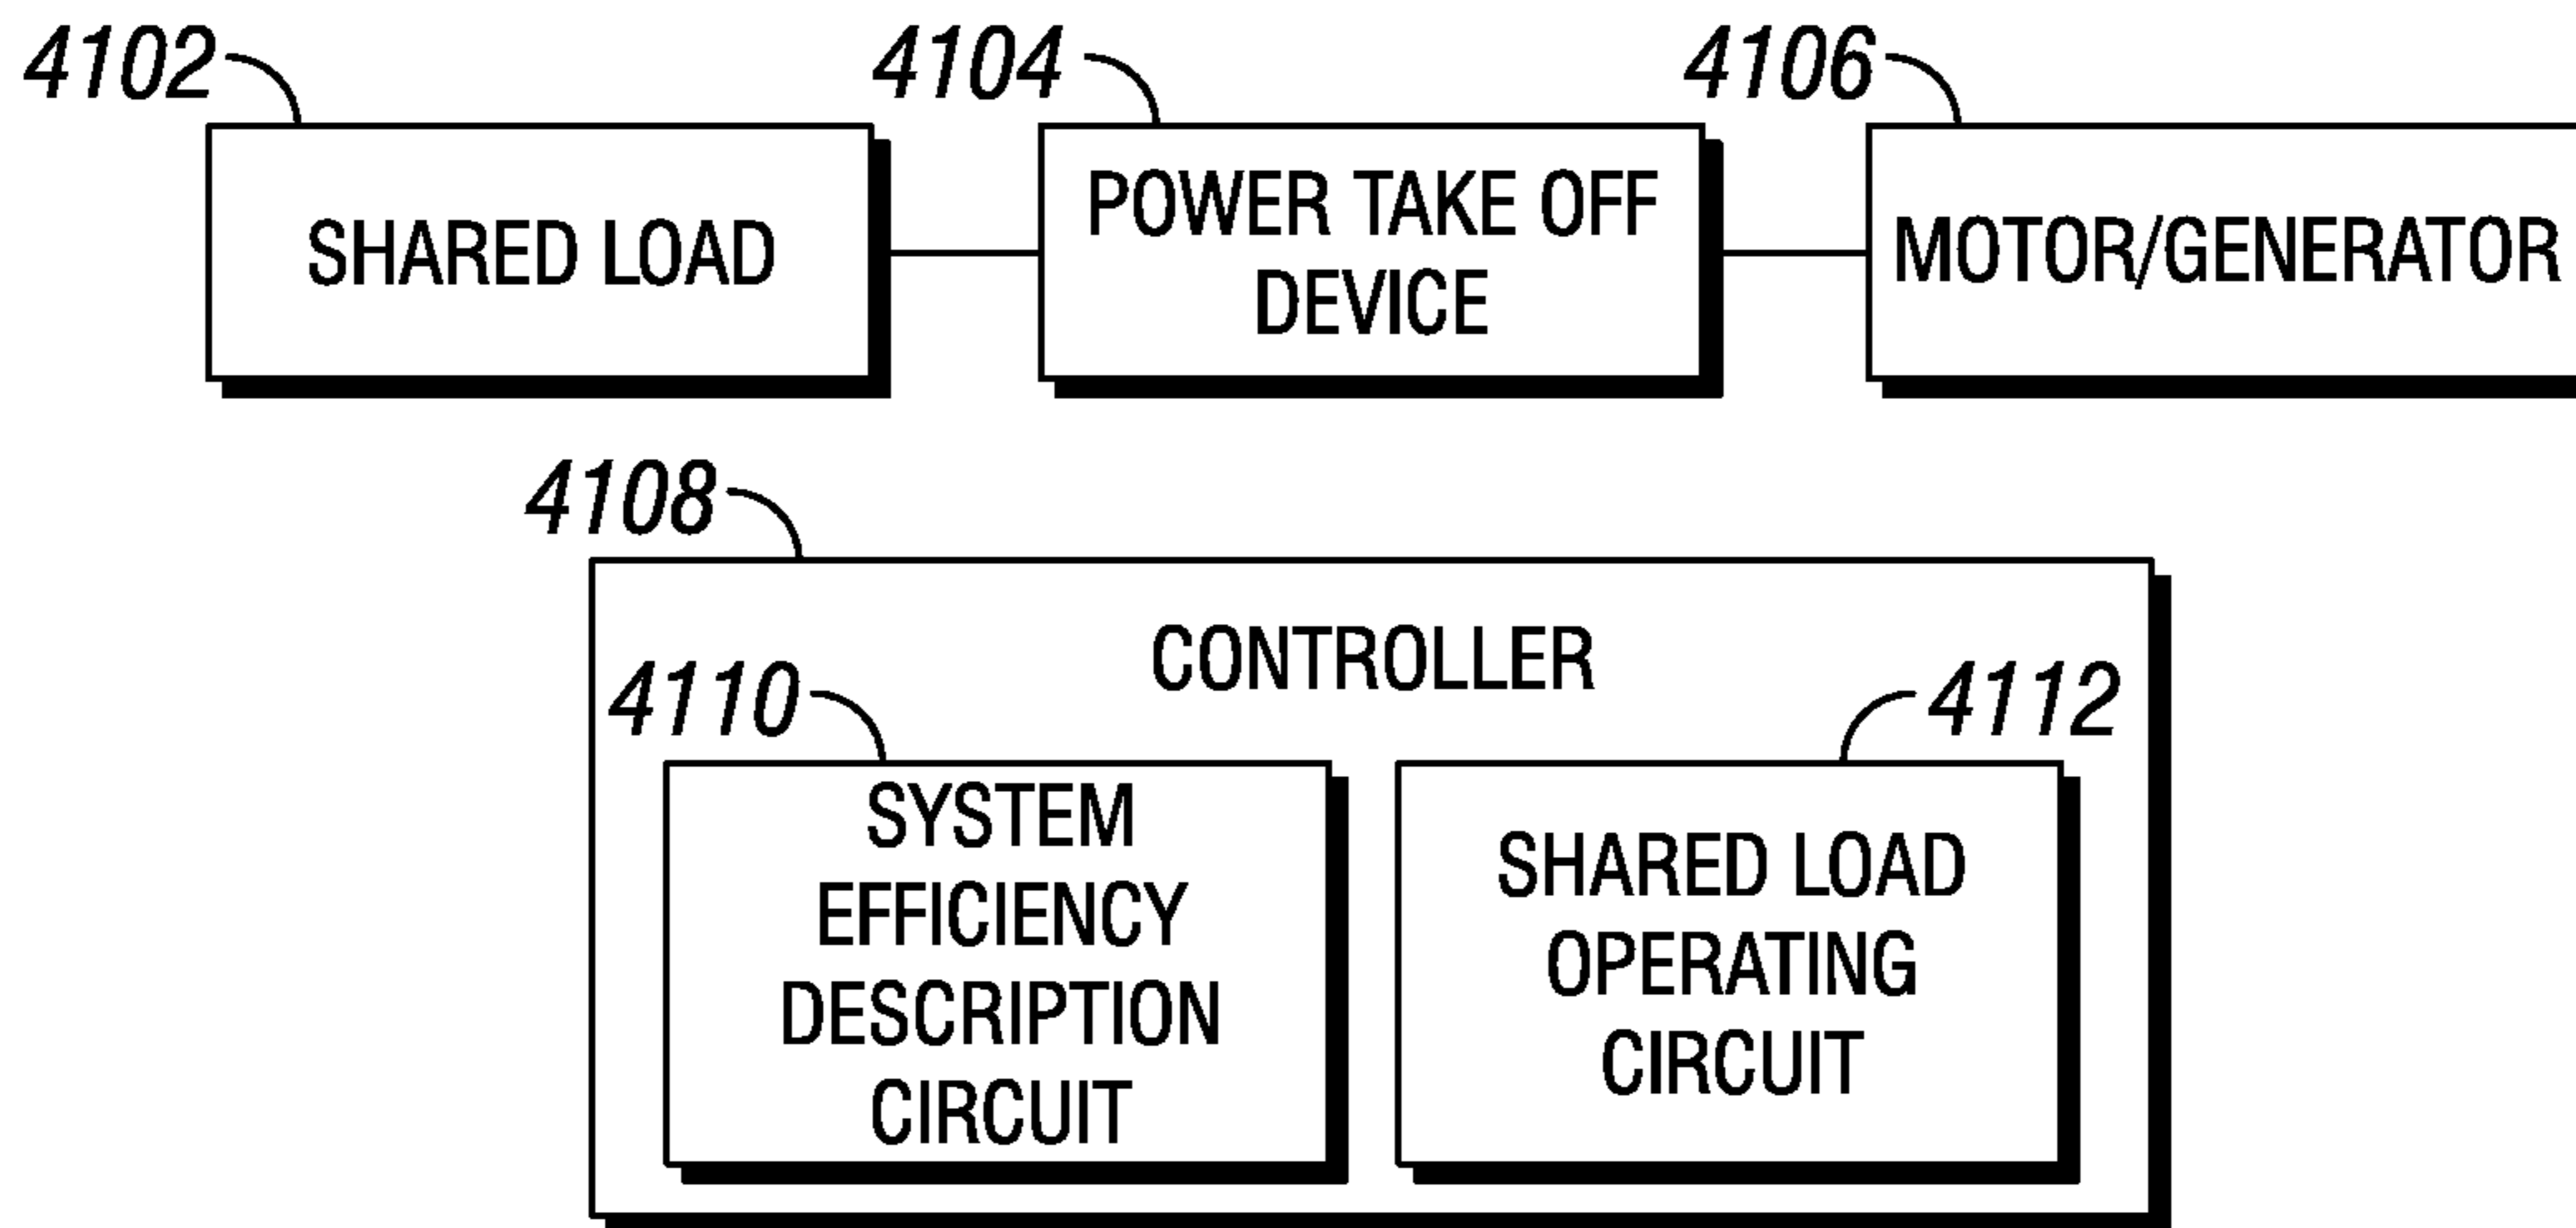 4102
4104
4106
SHARED LOAD
POWER TAKE OFF
DEVICE
MOTOR/GENERATOR
4108
CONTROLLER
4110
4112
SYSTEM
EFFICIENCY
DESCRIPTION
CIRCUIT
SHARED LOAD
OPERATING
CIRCUIT